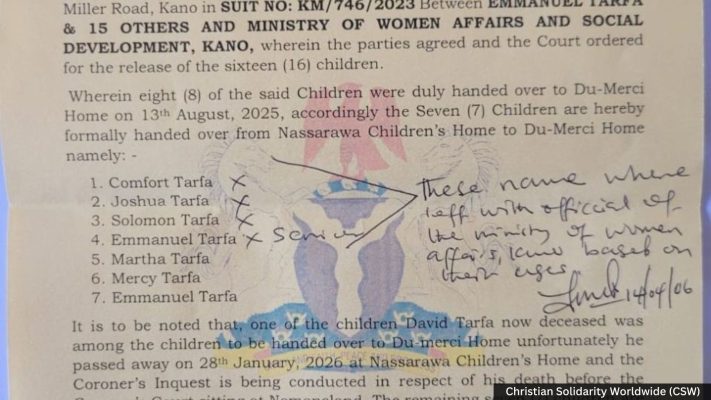 Miller Road, Kano in SUIT NO: KM/746/2023 Between EMMANUEL TARFA
& 15 OTHERS AND MINISTRY OF WOMEN AFFAIRS AND SOCIAL
DEVELOPMENT, KANO, wherein the parties agreed and the Court ordered
for the release of the sixteen (16) children.
Wherein eight (8) of the said Children were duly handed over to Du-Merci
Home on 13th August, 2025, accordingly the Seven (7) Children are hereby
formally handed over from Nassarawa Children's Home to Du-Merci Home
namely: -
1. Comfort Tarfa x
2. Joshua Tarfa x
3. Solomon Tarfa x
4. Emmanuel Tarfa x Senior
5. Martha Tarfa
6. Mercy Tarfa
7. Emmanuel Tarfa
These name where
left with official of
the ministry of women
affairs, kano based on
their ages
14/04/06
It is to be noted that, one of the children David Tarfa now deceased was
among the children to be handed over to Du-merci Home unfortunately he
passed away on 28th January, 2026 at Nassarawa Children's Home and the
Coroner's Inquest is being conducted in respect of his death before the
Christian Solidarity Worldwide (CSW)